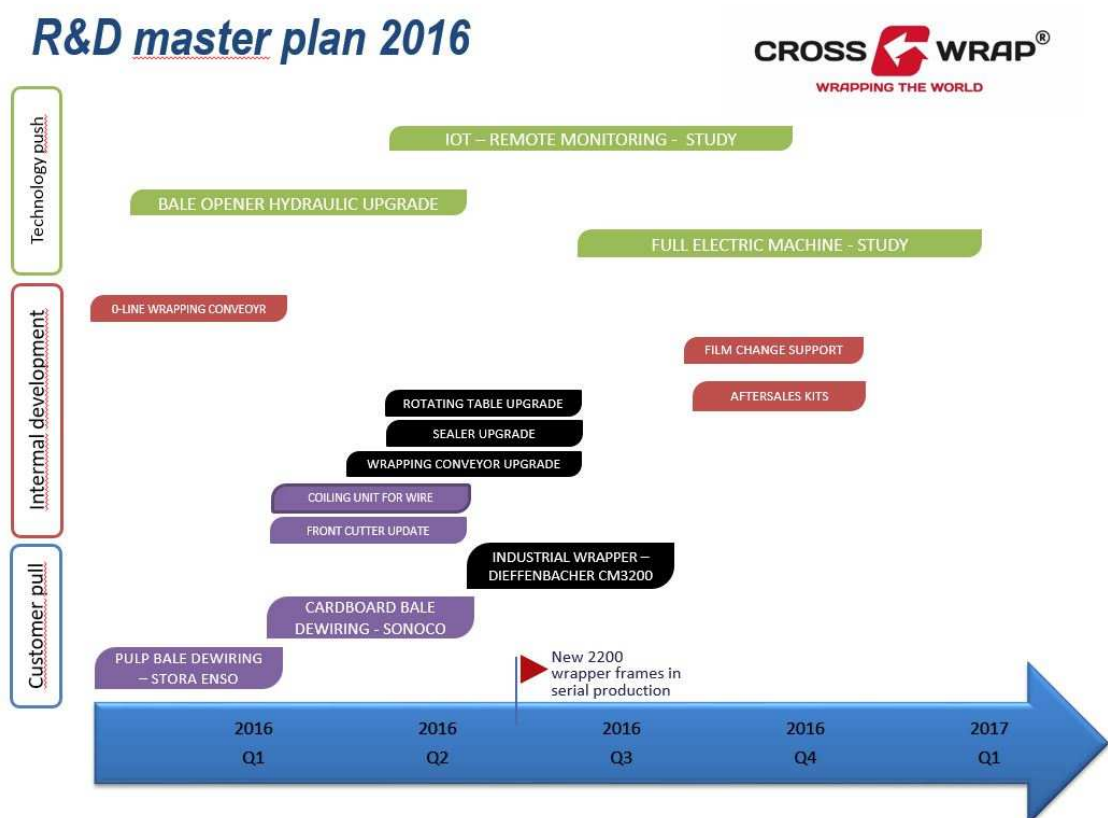 R&D master plan 2016
CROSS WRAP®
WRAPPING THE WORLD
Technology push
IOT – REMOTE MONITORING - STUDY
BALE OPENER HYDRAULIC UPGRADE
FULL ELECTRIC MACHINE - STUDY
Intermal development
0-LINE WRAPPING CONVEOYR
FILM CHANGE SUPPORT
AFTERSALES KITS
ROTATING TABLE UPGRADE
SEALER UPGRADE
WRAPPING CONVEYOR UPGRADE
COILING UNIT FOR WIRE
FRONT CUTTER UPDATE
Customer pull
INDUSTRIAL WRAPPER –
DIEFFENBACHER CM3200
CARDBOARD BALE
DEWIRING - SONOCO
PULP BALE DEWIRING
– STORA ENSO
New 2200
wrapper frames in
serial production
2016 2016 2016 2016 2017
Q1 Q2 Q3 Q4 Q1